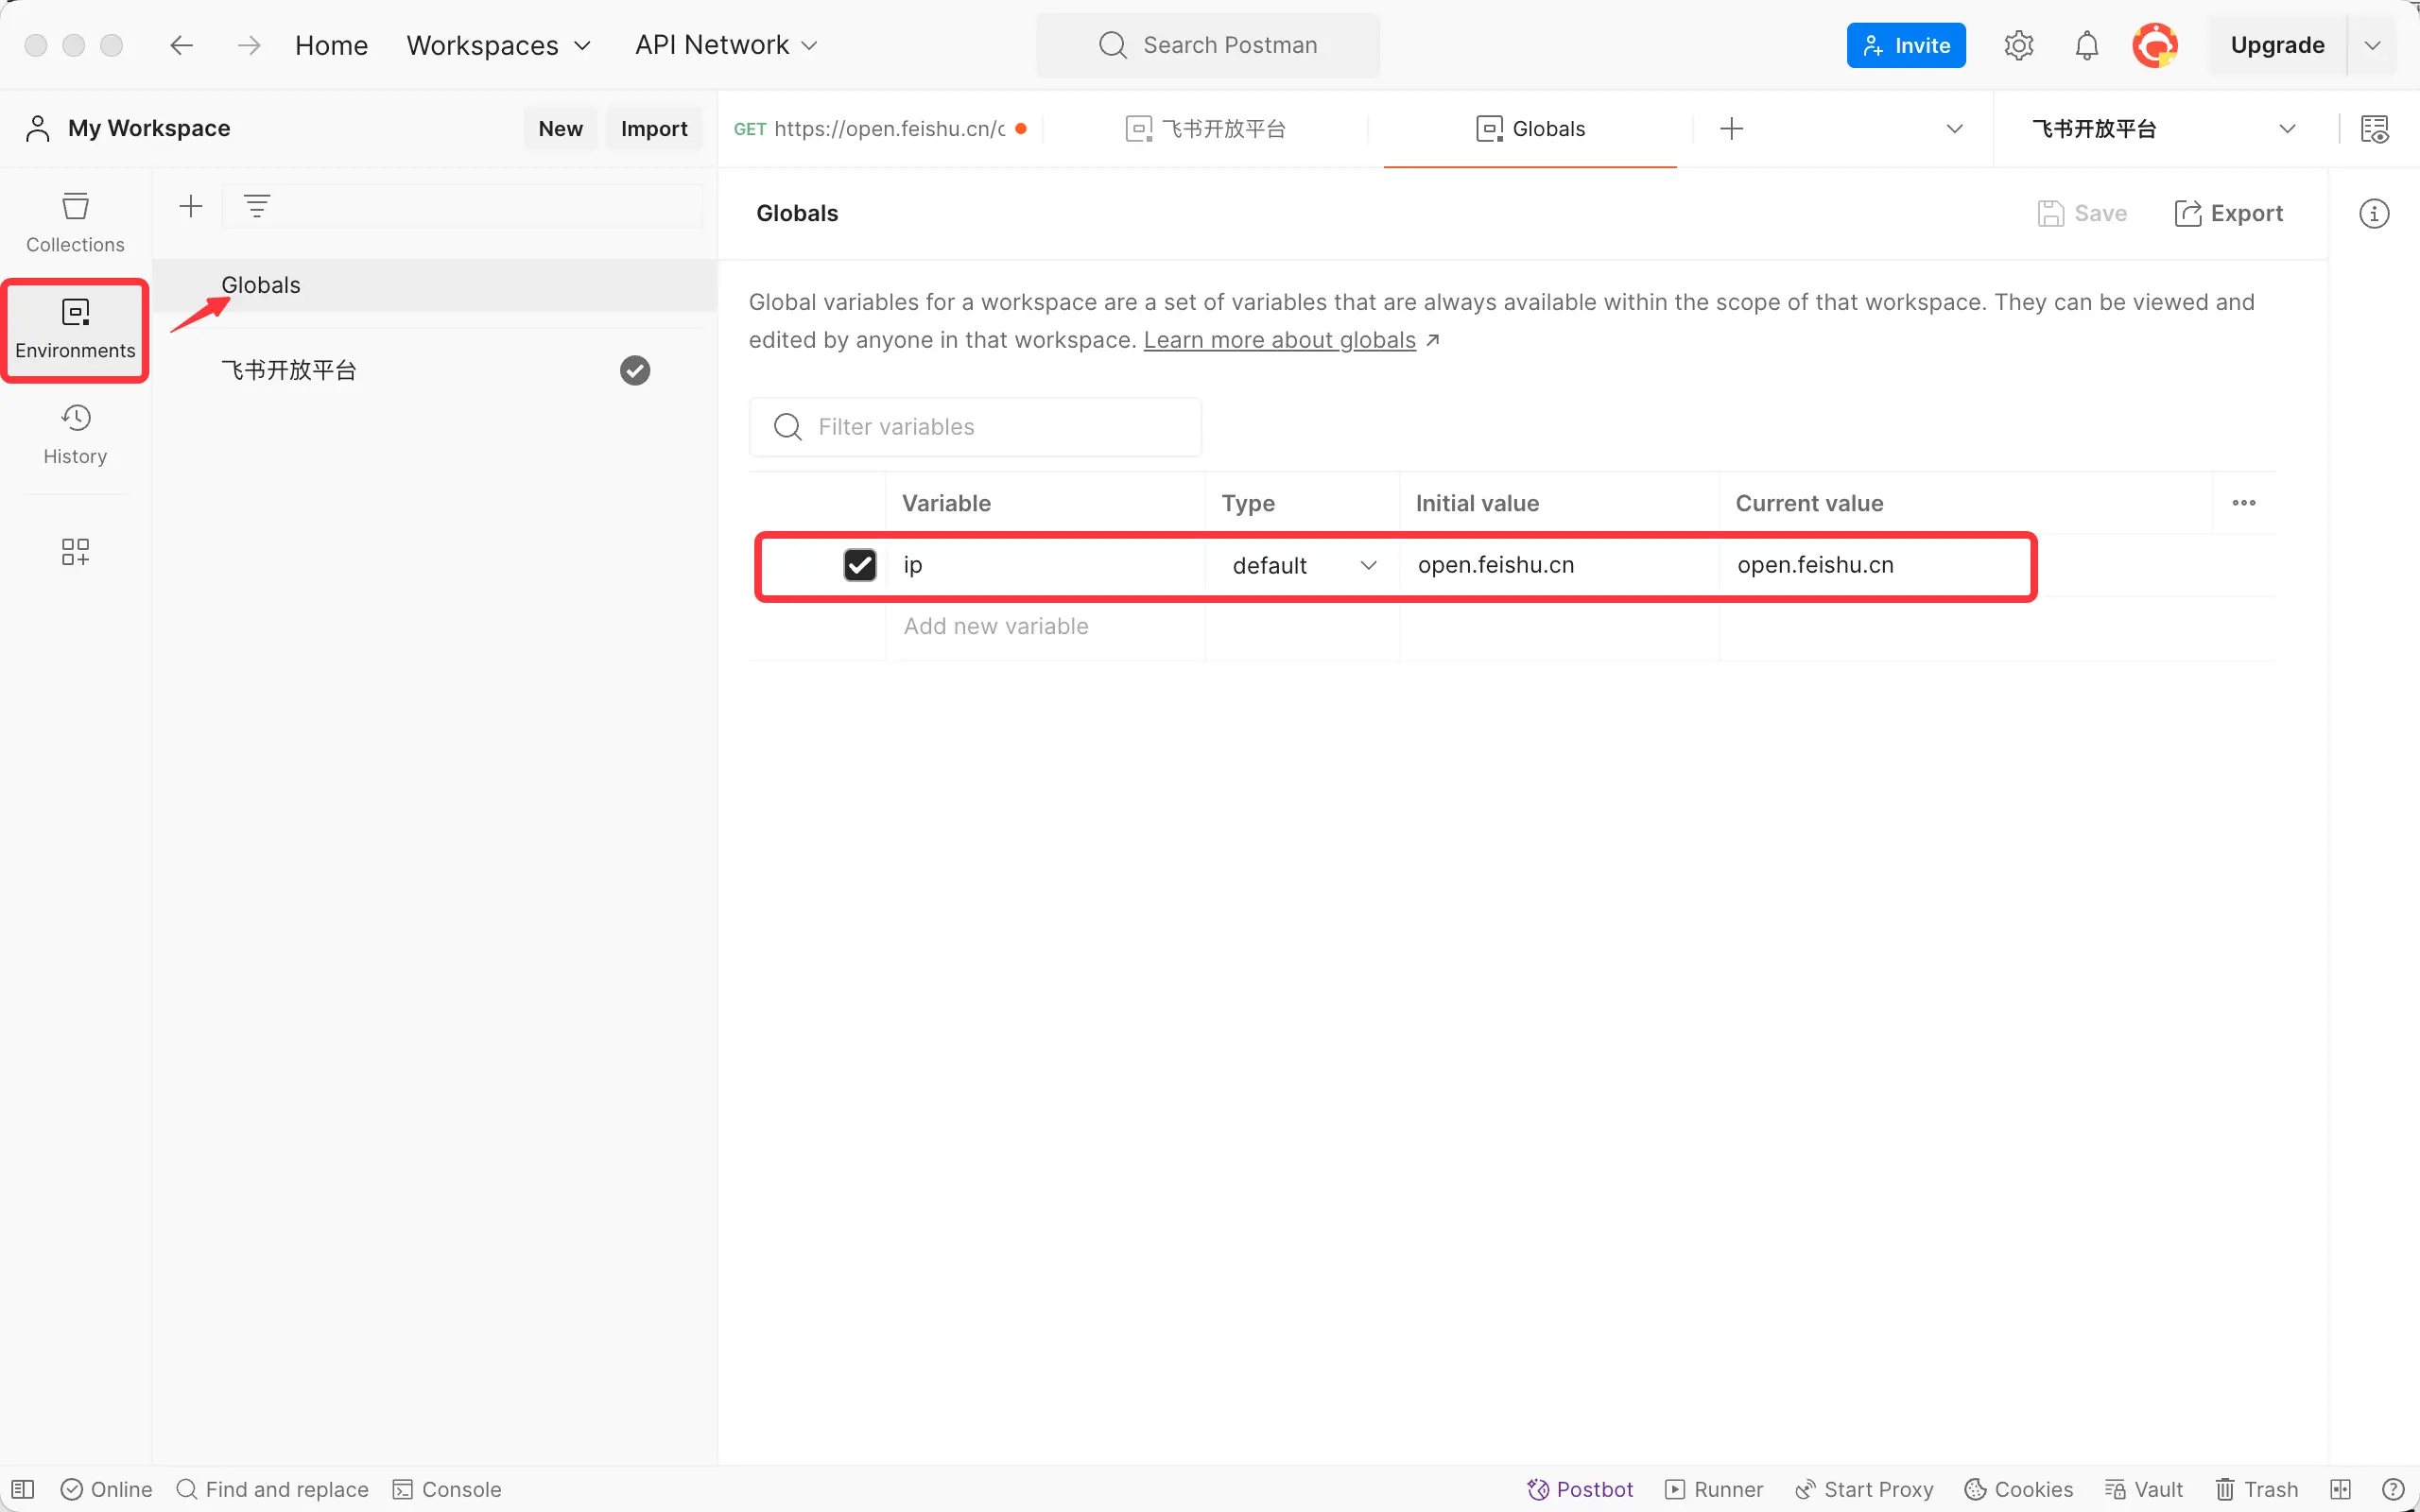 Home Workspaces API Network Search Postman Invite Upgrade
My Workspace New Import GET https://open.feishu.cn/c 飞书开放平台 Globals 飞书开放平台
Collections
Environments
History
Globals
飞书开放平台
Globals Save Export
Global variables for a workspace are a set of variables that are always available within the scope of that workspace. They can be viewed and
edited by anyone in that workspace. Learn more about globals ↗
Filter variables
Variable Type Initial value Current value
ip default open.feishu.cn open.feishu.cn
Add new variable
Online Find and replace Console Postbot Runner Start Proxy Cookies Vault Trash